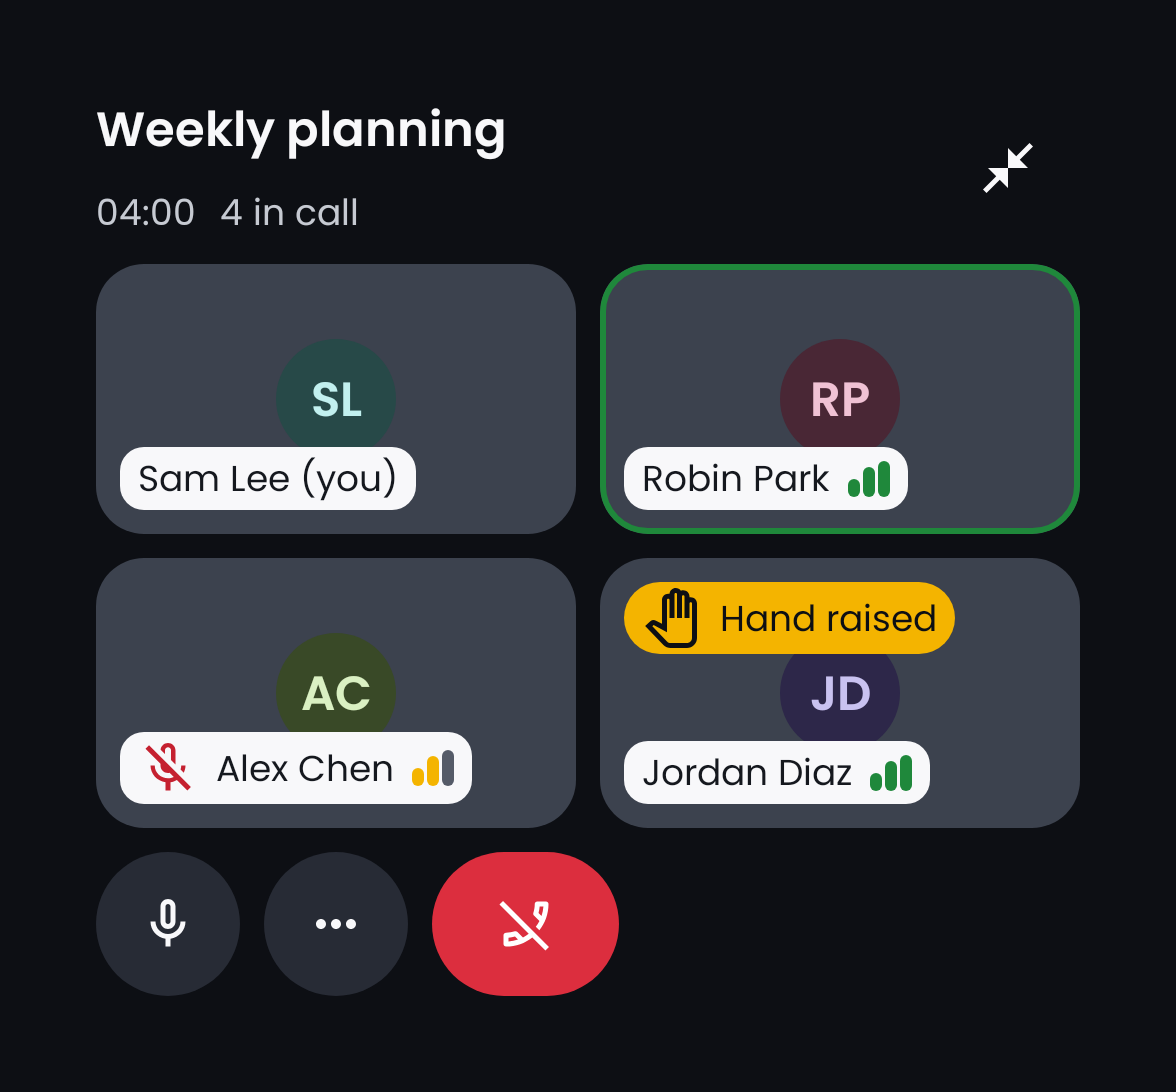 Weekly planning
04:00 4 in call
SL
Sam Lee (you)
RP
Robin Park
AC
Alex Chen
Hand raised
JD
Jordan Diaz